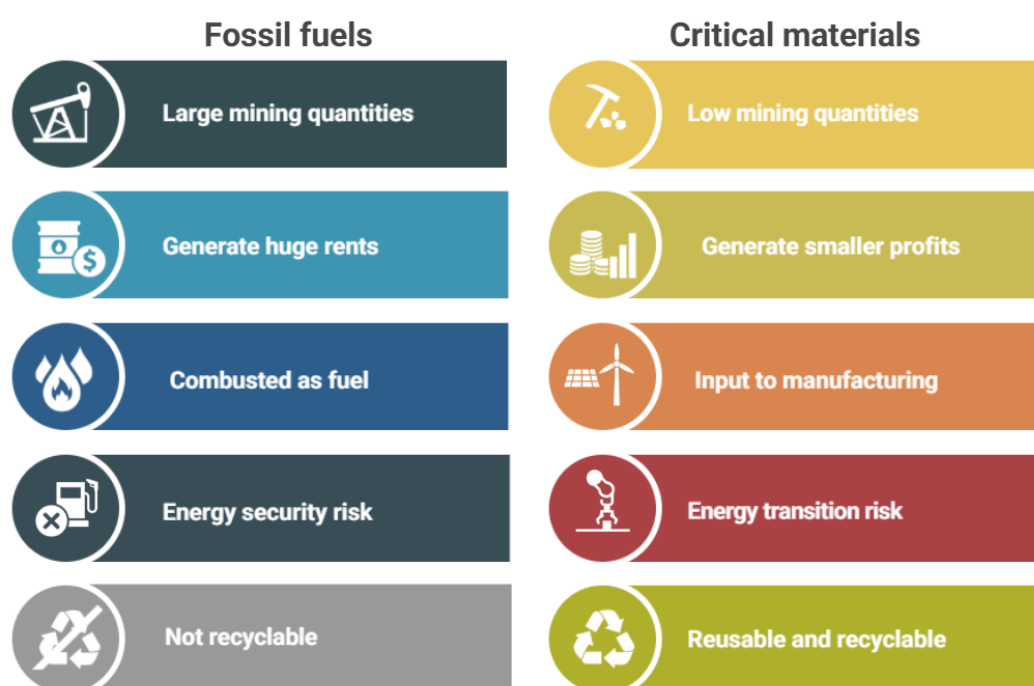 Fossil fuels
Critical materials
Large mining quantities
Low mining quantities
$
Generate huge rents
Generate smaller profits
Combusted as fuel
Input to manufacturing
Energy security risk
Energy transition risk
Not recyclable
Reusable and recyclable